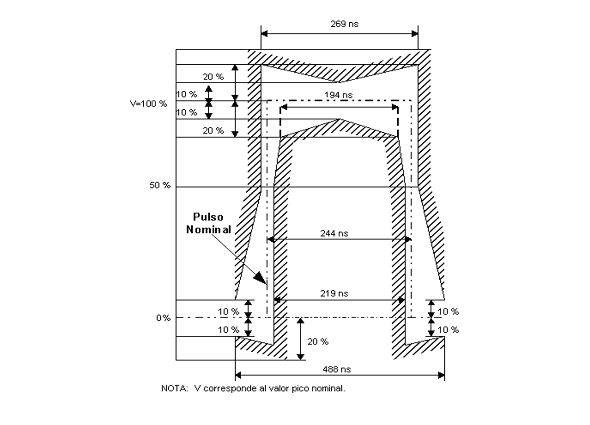 269 ns
20 %
10 %
V=100 %
194 ns
10 %
20 %
50 %
Pulso
Nominal
244 ns
219 ns
10 %
10 %
0%
10 %
10 %
20 %
488 ns
NOTA: V corresponde al valor pico nominal.